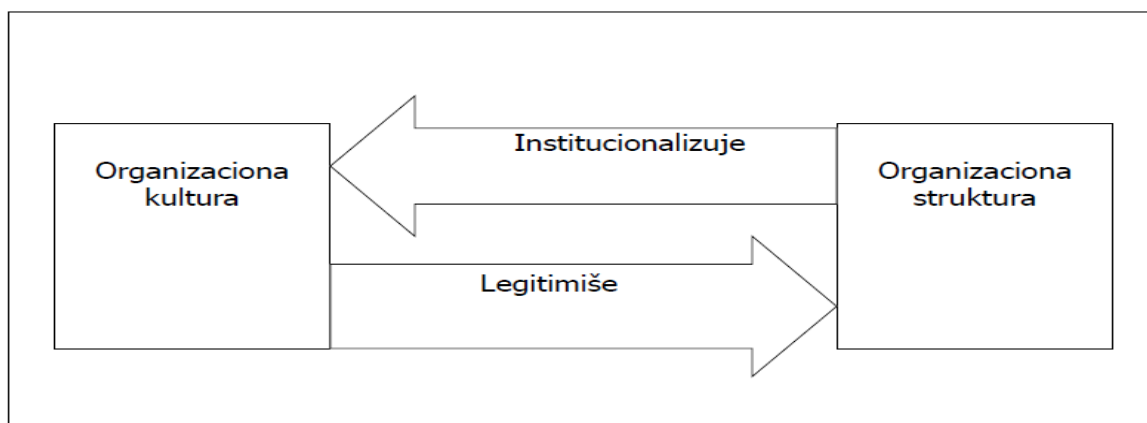 Institucionalizuje
Organizaciona
kultura
Organizaciona
struktura
Legitimiše